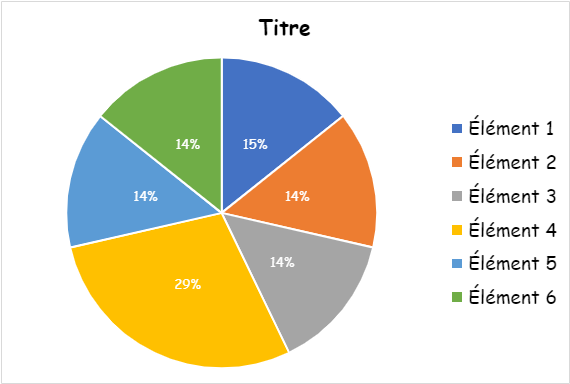 Titre
15%
14%
14%
29%
14%
14%
Élément 1
Élément 2
Élément 3
Élément 4
Élément 5
Élément 6